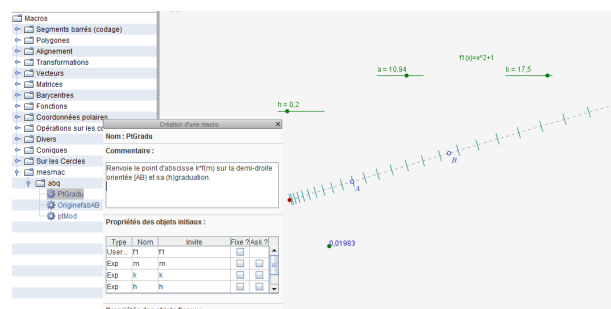 Macros
Segments barrés (codage)
Polygones
Alignement
Transformations
Vecteurs
Matrices
Barycentres
Fonctions
Coordonnées polaires
Opérations sur les co
Divers
Coniques
Sur les Cercles
mesmac
abq
PtGradu
OriginefabAB
ptMod
Création d'une macro
Nom : PtGradu
Commentaire :
Renvoie le point d'abscisse k*f(m) sur la demi-droite
orientée [AB) et sa (h)graduation.
Propriétés des objets initiaux :
Type Nom Invite Fixe ? Ask ?
User... f1 f1
Exp m m
Exp k k
Exp h h
f1(x)=x^2+1
a = 10,94
b = 17,5
h = 0,2
B
A
0,01983